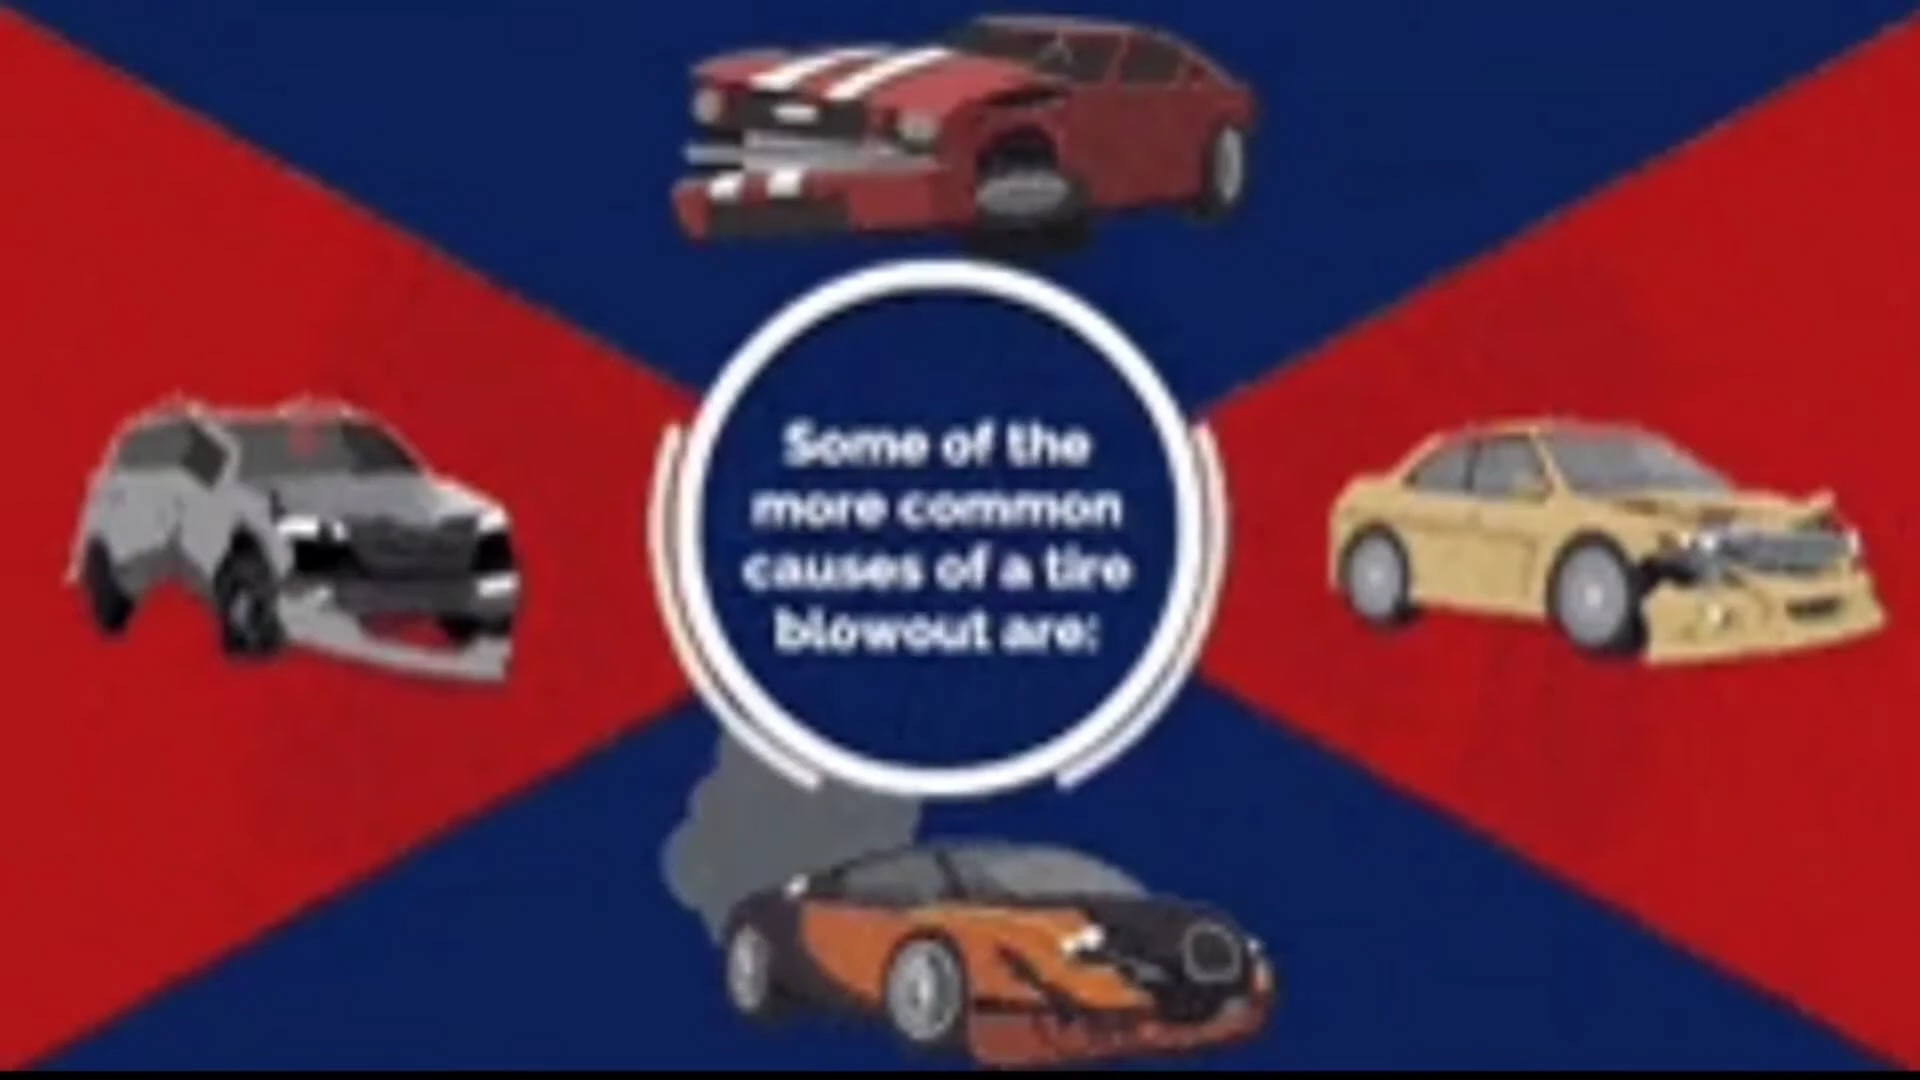 Some of the
more common
causes of a tire
blowout are: